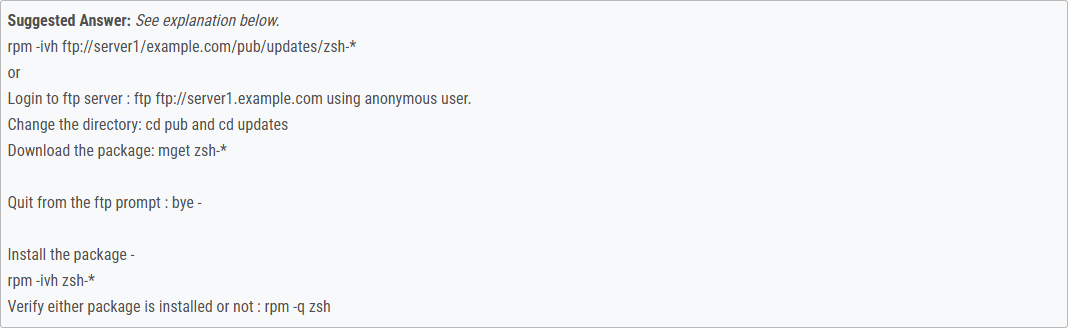 Suggested Answer: See explanation below.
rpm -ivh ftp://server1/example.com/pub/updates/zsh-*
or
Login to ftp server : ftp ftp://server1.example.com using anonymous user.
Change the directory: cd pub and cd updates
Download the package: mget zsh-*
Quit from the ftp prompt : bye -
Install the package -
rpm -ivh zsh-*
Verify either package is installed or not : rpm -q zsh